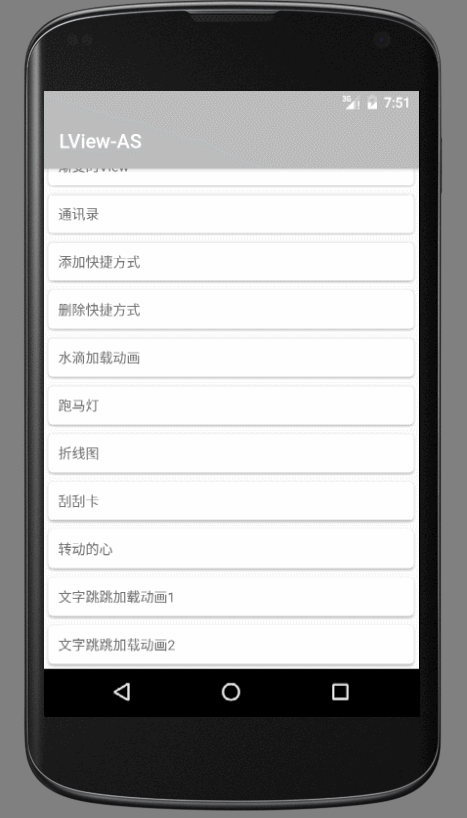 3G 7:51
LView-AS
通讯录
添加快捷方式
删除快捷方式
水滴加载动画
跑马灯
折线图
刮刮卡
转动的心
文字跳跳加载动画1
文字跳跳加载动画2